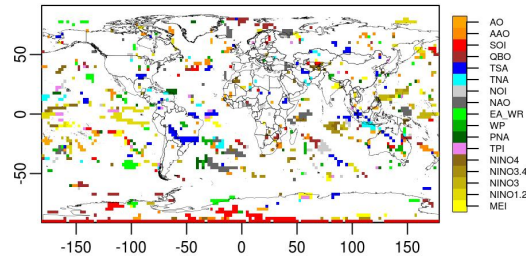 AO
AAO
SOI
QBO
TSA
TNA
NOI
NAO
EA_WR
WP
PNA
TPI
NINO4
NINO3.4
NINO3
NINO1.2
MEI
50
0
-50
-150
-100
-50
0
50
100
150